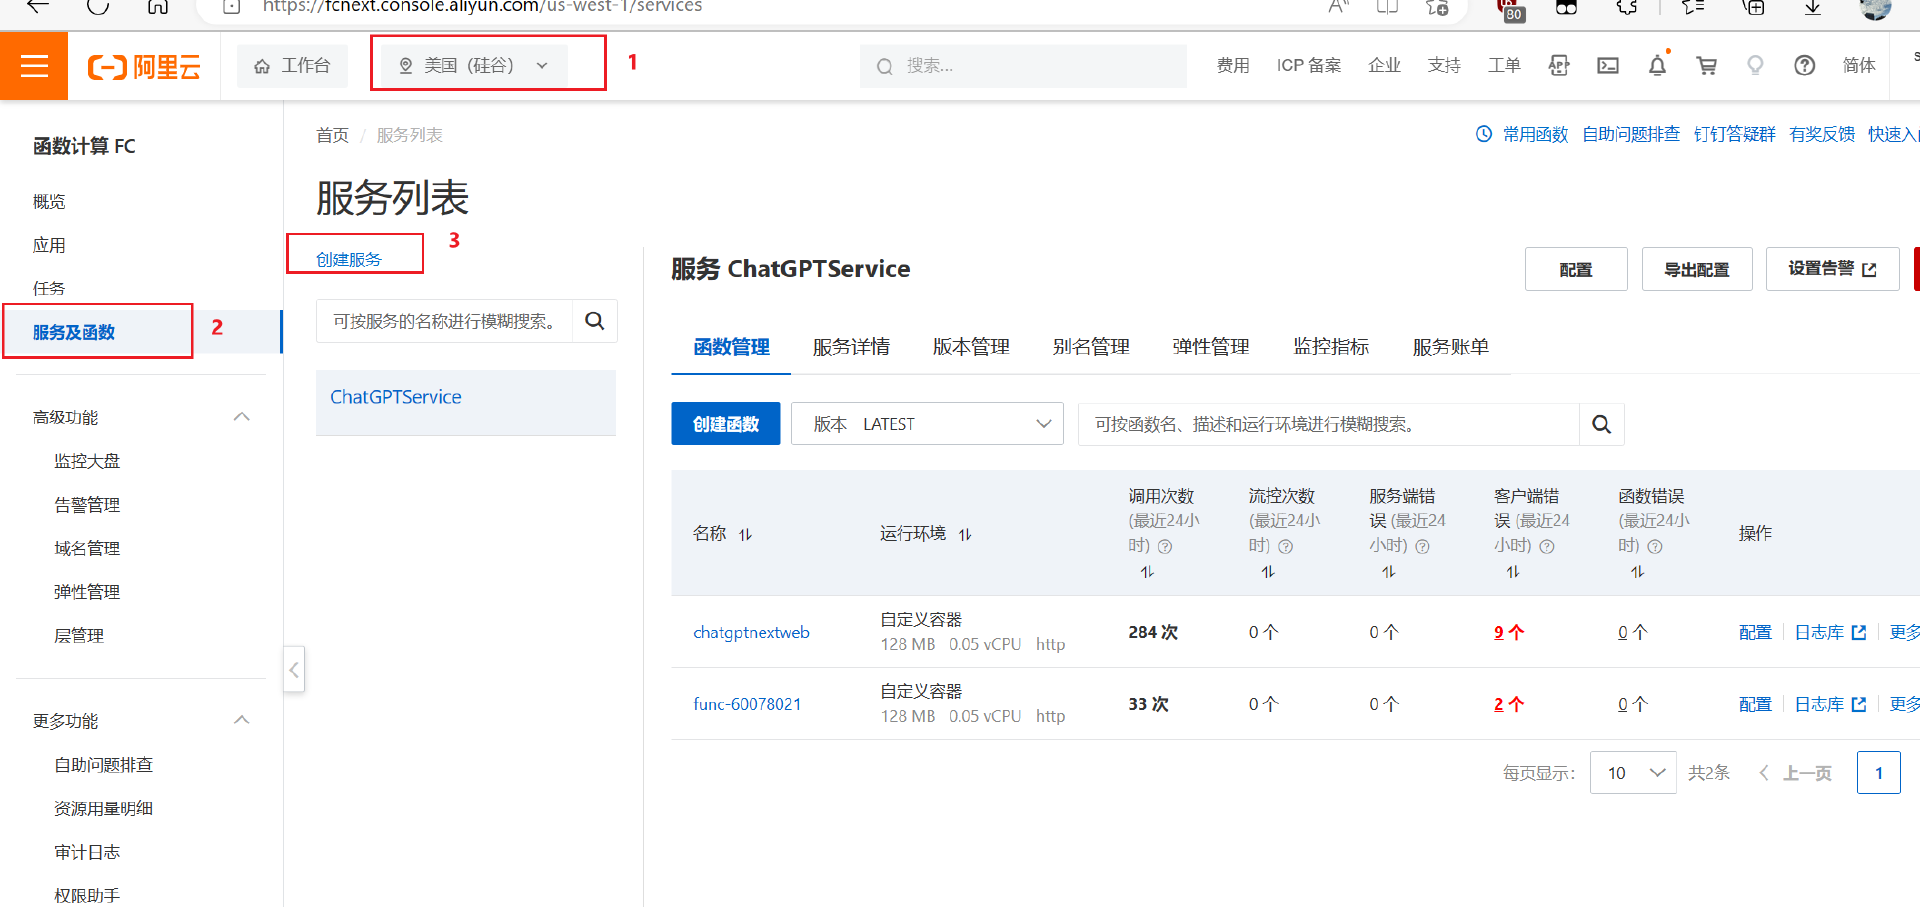 https://fcnext.console.aliyun.com/us-west-1/services
80
阿里云
工作台
美国（硅谷）
1
搜索...
费用
ICP 备案
企业
支持
工单
简体
函数计算 FC
概览
应用
任务
服务及函数
2
高级功能
监控大盘
告警管理
域名管理
弹性管理
层管理
更多功能
自助问题排查
资源用量明细
审计日志
权限助手
首页 / 服务列表
常用函数
自助问题排查
钉钉答疑群
有奖反馈
快速入
服务列表
创建服务
3
可按服务的名称进行模糊搜索。
ChatGPTService
服务 ChatGPTService
配置
导出配置
设置告警
函数管理
服务详情
版本管理
别名管理
弹性管理
监控指标
服务账单
创建函数
版本 LATEST
可按函数名、描述和运行环境进行模糊搜索。
名称
运行环境
调用次数
(最近24小
时)
流控次数
(最近24小
时)
服务端错
误 (最近24
小时)
客户端错
误 (最近24
小时)
函数错误
(最近24小
时)
操作
chatgptnextweb
自定义容器
128 MB 0.05 vCPU http
284 次
0 个
0 个
9 个
0 个
配置
日志库
更多
func-60078021
自定义容器
128 MB 0.05 vCPU http
33 次
0 个
0 个
2 个
0 个
配置
日志库
更多
每页显示：
10
共2条
上一页
1